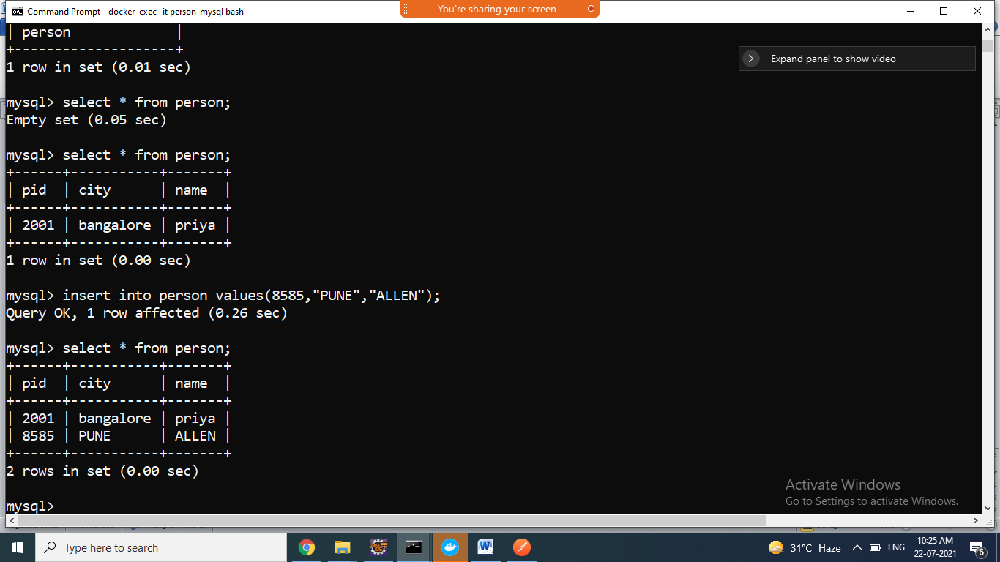 Command Prompt - docker  exec -it person-mysql bash
You're sharing your screen
Expand panel to show video
| person             |
+--------------------+
1 row in set (0.01 sec)
mysql> select * from person;
Empty set (0.05 sec)
mysql> select * from person;
+------+-----------+-------+
| pid  | city      | name  |
+------+-----------+-------+
| 2001 | bangalore | priya |
+------+-----------+-------+
1 row in set (0.00 sec)
mysql> insert into person values(8585,"PUNE","ALLEN");
Query OK, 1 row affected (0.26 sec)
mysql> select * from person;
+------+-----------+-------+
| pid  | city      | name  |
+------+-----------+-------+
| 2001 | bangalore | priya |
| 8585 | PUNE      | ALLEN |
+------+-----------+-------+
2 rows in set (0.00 sec)
mysql>
Activate Windows
Go to Settings to activate Windows.
Type here to search
31°C Haze
ENG
10:25 AM
22-07-2021
6